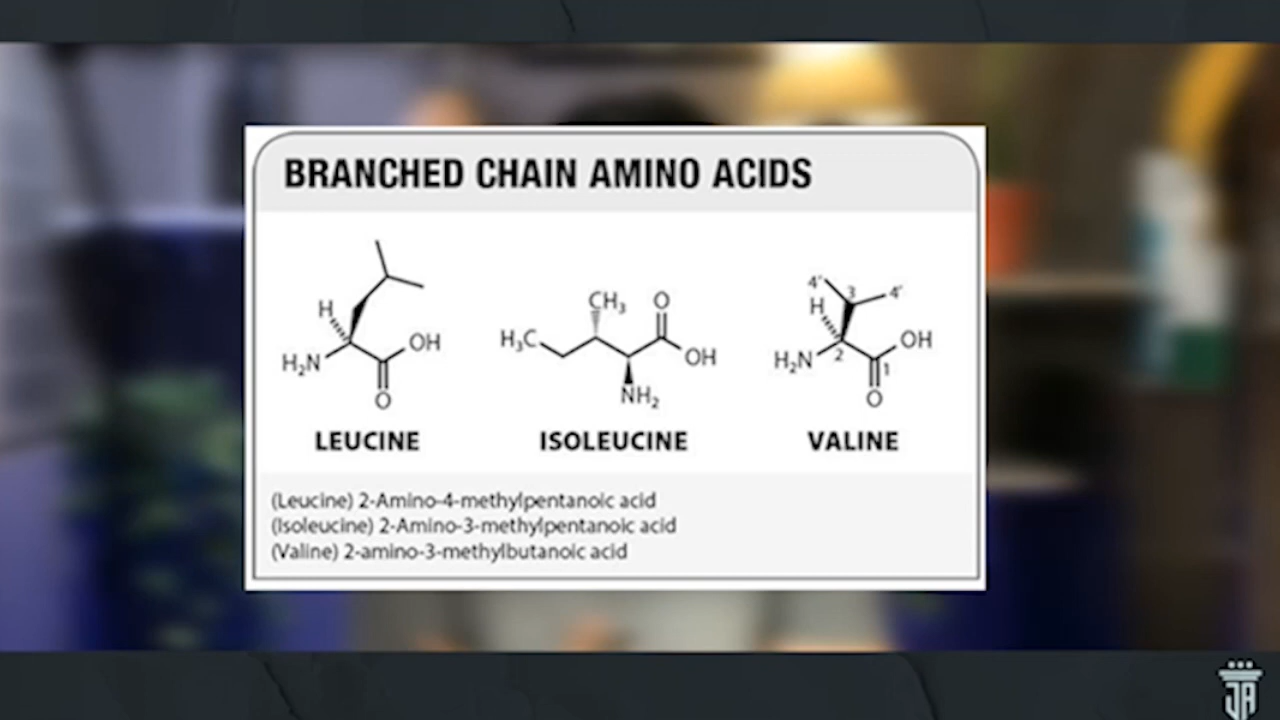 BRANCHED CHAIN AMINO ACIDS
H
H₂N
OH
O
LEUCINE
CH₃
O
H₃C
OH
NH₂
ISOLEUCINE
4'
3
4'
H
OH
H₂N
2
1
O
VALINE
(Leucine) 2-Amino-4-methylpentanoic acid
(Isoleucine) 2-Amino-3-methylpentanoic acid
(Valine) 2-amino-3-methylbutanoic acid
JA